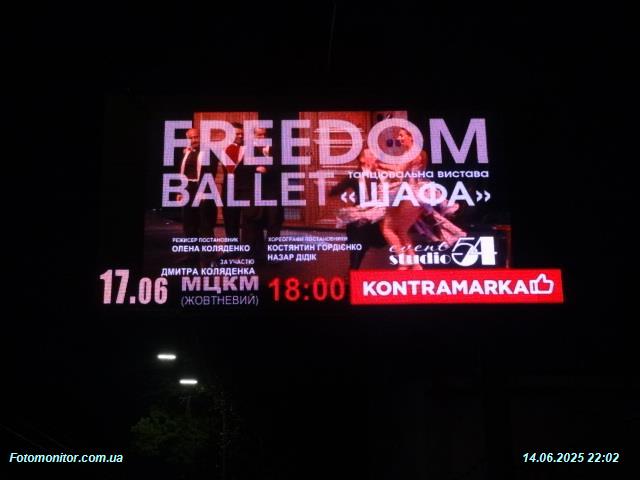 FREEDOM
танцювальна вистава
BALLET «ШАФА»
РЕЖИСЕР ПОСТАНОВНИК
ОЛЕНА КОЛЯДЕНКО
ХОРЕОГРАФИ ПОСТАНОВНИКИ
КОСТЯНТИН ГОРДІЄНКО
НАЗАР ДІДІК
event
studio 54
ЗА УЧАСТЮ
ДМИТРА КОЛЯДЕНКА
17.06
МЦКМ
(ЖОВТНЕВИЙ)
18:00
KONTRAMARKA
Fotomonitor.com.ua
14.06.2025 22:02